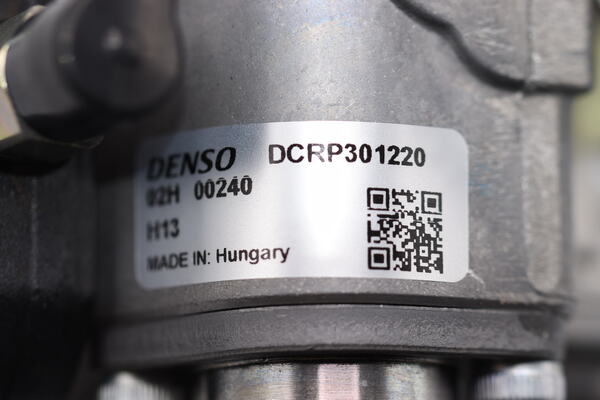 DENSO DCRP301220
02H 00240
H13
MADE IN: Hungary